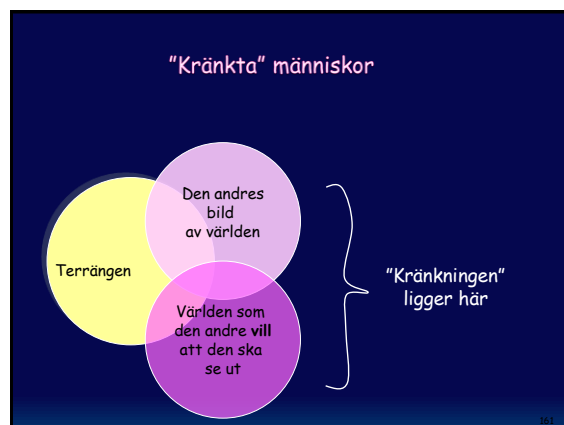 ”Kränkta” människor
Den andres
bild
av världen
Terrängen
”Kränkningen”
ligger här
Världen som
den andre vill
att den ska
se ut
161